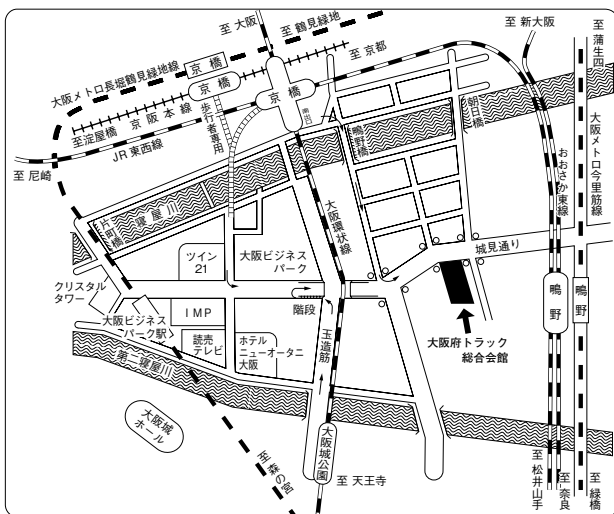 至 大阪
至 鶴見緑地
大阪メトロ長堀鶴見緑地線
京橋
至 京都
京橋
京橋
南口
至 新大阪
至 蒲生四
至淀屋橋
京阪本線
歩行者専用
JR東西線
至 尼崎
鴫野橋
朝日橋
大阪メトロ今里筋線
おおさか東線
寝屋川
片町橋
大阪環状線
城見通り
ツイン
21
大阪ビジネス
パーク
クリスタル
タワー
IMP
階段
鴫野
鴫野
大阪ビジネス
パーク駅
読売
テレビ
ホテル
ニューオータニ
大阪
玉造筋
大阪府トラック
総合会館
第二寝屋川
大阪城
ホール
大阪城公園
至 森の宮
至 天王寺
至 松井山手
至 奈良
至 緑橋